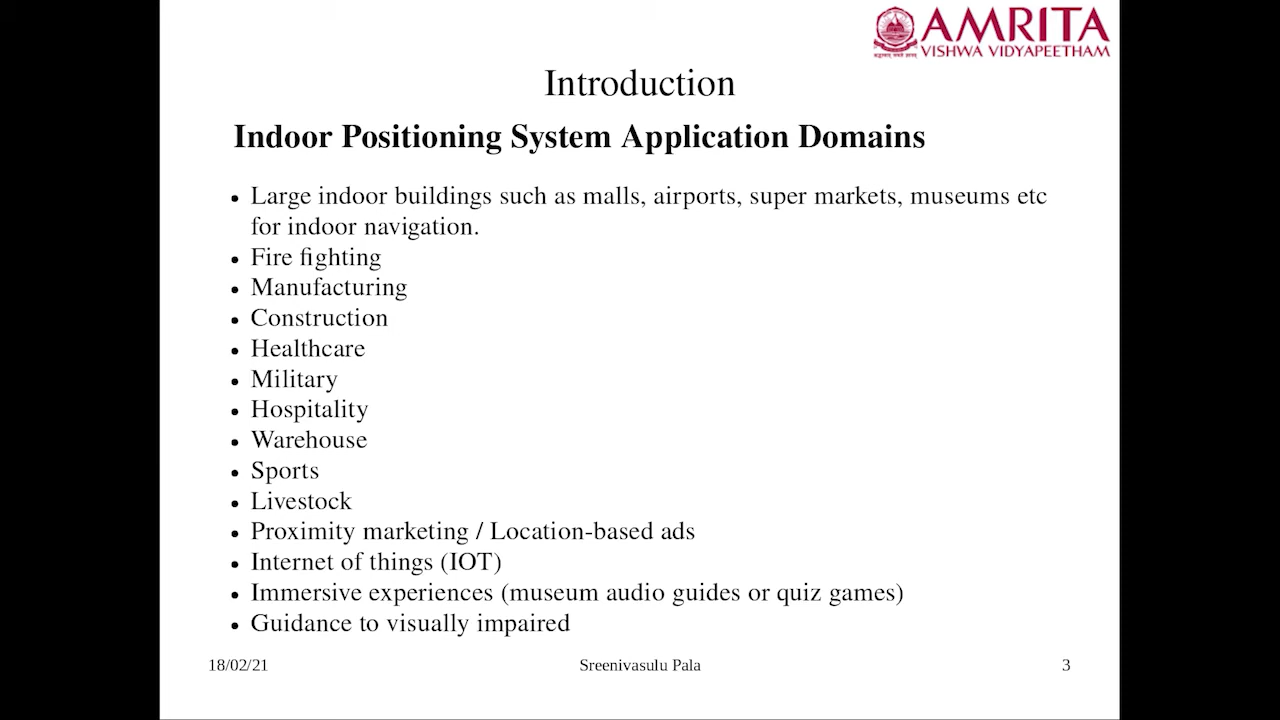 AMRITA
VISHWA VIDYAPEETHAM
Introduction
Indoor Positioning System Application Domains
• Large indoor buildings such as malls, airports, super markets, museums etc
for indoor navigation.
• Fire fighting
• Manufacturing
• Construction
• Healthcare
• Military
• Hospitality
• Warehouse
• Sports
• Livestock
• Proximity marketing / Location-based ads
• Internet of things (IOT)
• Immersive experiences (museum audio guides or quiz games)
• Guidance to visually impaired
18/02/21 Sreenivasulu Pala 3